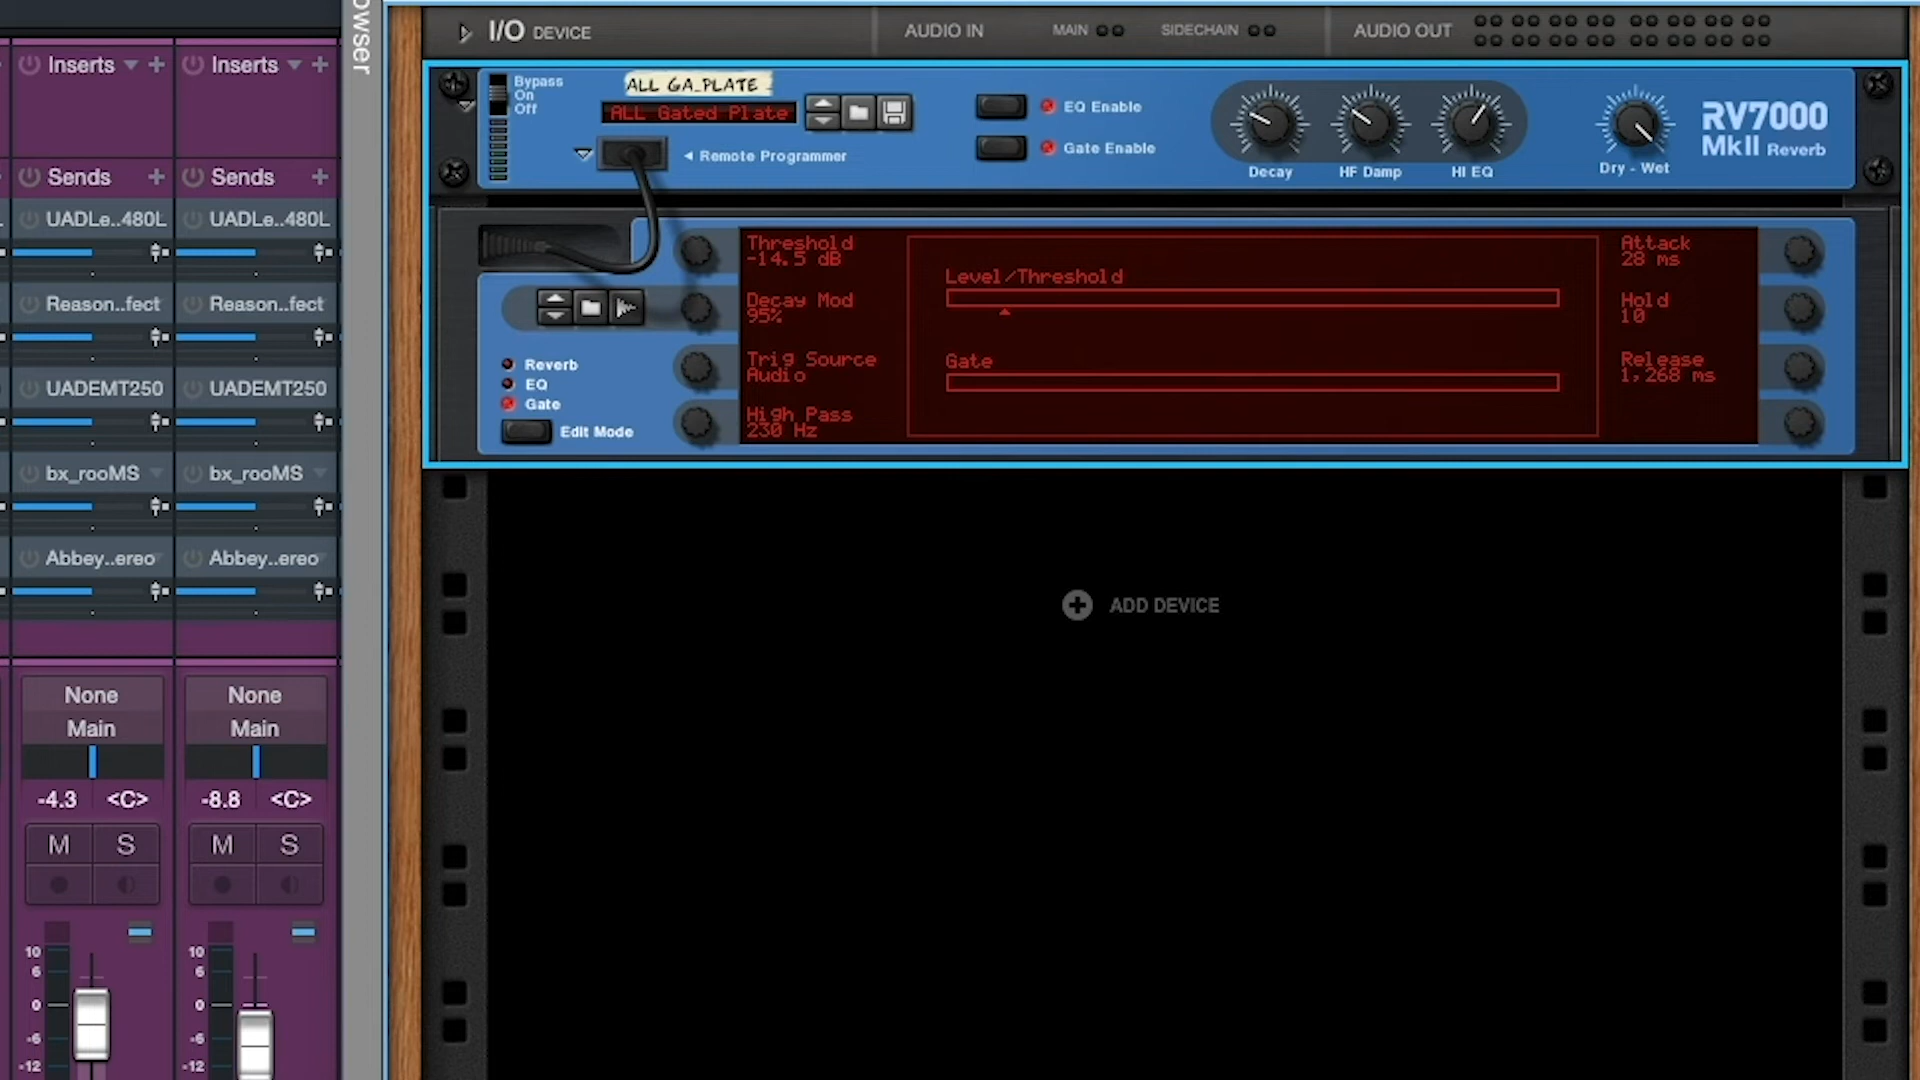 owser
I/O DEVICE
AUDIO IN
MAIN
SIDECHAIN
AUDIO OUT
Inserts
Inserts
Bypass
On
Off
ALL GA_PLATE
ALL Gated Plate
Remote Programmer
EQ Enable
Gate Enable
Decay
HF Damp
HI EQ
Dry - Wet
RV7000
MkII Reverb
Sends
Sends
UADLe..480L
UADLe..480L
Reason..fect
Reason..fect
UADEMT250
UADEMT250
bx_rooMS
bx_rooMS
Abbey..ereo
Abbey..ereo
Threshold
-14.5 dB
Decay Mod
95%
Trig Source
Audio
High Pass
230 Hz
Level/Threshold
Gate
Attack
28 ms
Hold
10
Release
1,268 ms
Reverb
EQ
Gate
Edit Mode
ADD DEVICE
None
None
Main
Main
-4.3 <C>
-8.8 <C>
M S
M S
10
6
0
-6
-12
10
6
0
-6
-12